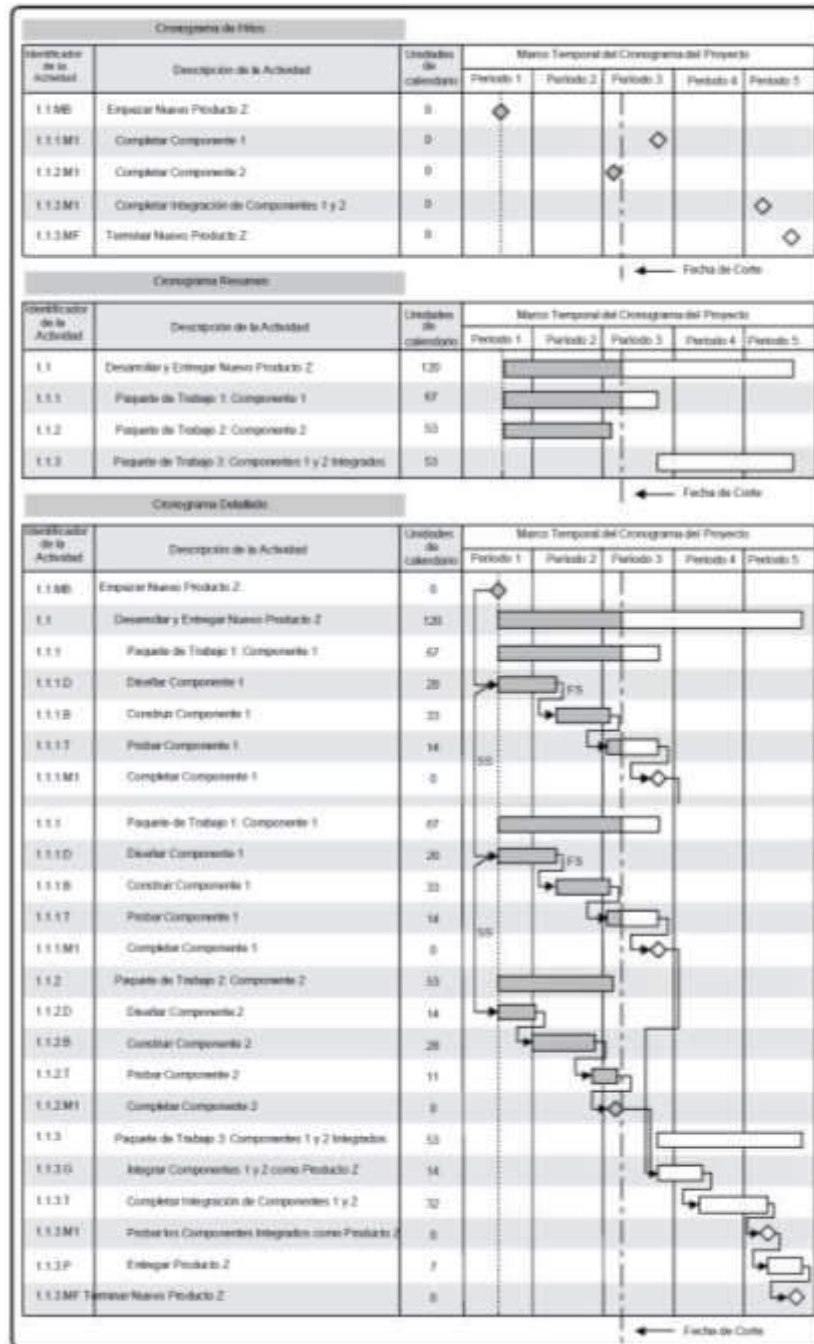 Cronograma de Hitos
Identificador de la Actividad | Descripción de la Actividad | Unidades de calendario | Marco Temporal del Cronograma del Proyecto
Periodo 1 | Periodo 2 | Periodo 3 | Periodo 4 | Periodo 5
1.1.MB Empezar Nuevo Producto Z 0
1.1.1.M1 Completar Componente 1 0
1.1.2.M1 Completar Componente 2 0
1.1.3.M1 Completar Integración de Componentes 1 y 2 0
1.1.3.MF Terminar Nuevo Producto Z 0
Fecha de Corte
Cronograma Resumen
Identificador de la Actividad | Descripción de la Actividad | Unidades de calendario | Marco Temporal del Cronograma del Proyecto
Periodo 1 | Periodo 2 | Periodo 3 | Periodo 4 | Periodo 5
1.1 Desarrollar y Entregar Nuevo Producto Z 120
1.1.1 Paquete de Trabajo 1: Componente 1 67
1.1.2 Paquete de Trabajo 2: Componente 2 53
1.1.3 Paquete de Trabajo 3: Componentes 1 y 2 Integrados 53
Fecha de Corte
Cronograma Detallado
Identificador de la Actividad | Descripción de la Actividad | Unidades de calendario | Marco Temporal del Cronograma del Proyecto
Periodo 1 | Periodo 2 | Periodo 3 | Periodo 4 | Periodo 5
1.1.MB Empezar Nuevo Producto Z 0
1.1 Desarrollar y Entregar Nuevo Producto Z 120
1.1.1 Paquete de Trabajo 1: Componente 1 67
1.1.1.D Diseñar Componente 1 20 FS
1.1.1.B Construir Componente 1 33
1.1.1.T Probar Componente 1 14
SS
1.1.1.M1 Completar Componente 1 0
1.1.1 Paquete de Trabajo 1: Componente 1 67
1.1.1.D Diseñar Componente 1 20 FS
1.1.1.B Construir Componente 1 33
1.1.1.T Probar Componente 1 14
SS
1.1.1.M1 Completar Componente 1 0
1.1.2 Paquete de Trabajo 2: Componente 2 53
1.1.2.D Diseñar Componente 2 14
1.1.2.B Construir Componente 2 28
1.1.2.T Probar Componente 2 11
1.1.2.M1 Completar Componente 2 0
1.1.3 Paquete de Trabajo 3: Componentes 1 y 2 Integrados 53
1.1.3.G Integrar Componentes 1 y 2 como Producto Z 14
1.1.3.T Completar Integración de Componentes 1 y 2 32
1.1.3.M1 Probar los Componentes Integrados como Producto Z 0
1.1.3.P Entregar Producto Z 7
1.1.3.MF Terminar Nuevo Producto Z 0
Fecha de Corte